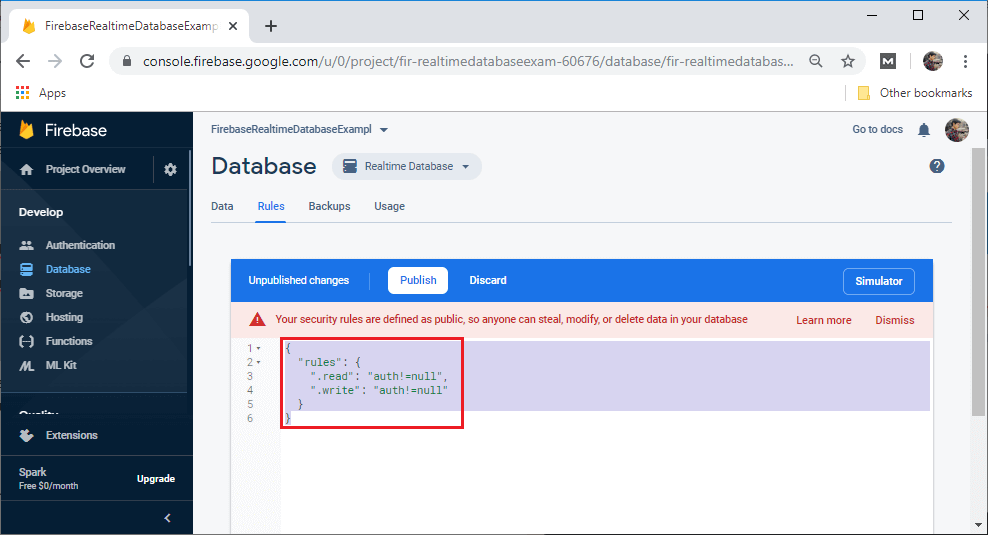 FirebaseRealtimeDatabaseExamp
console.firebase.google.com/u/0/project/fir-realtimedatabaseexam-60676/database/fir-realtimedatabas...
Apps
Other bookmarks
Firebase
FirebaseRealtimeDatabaseExampl
Go to docs
Project Overview
Database
Realtime Database
Develop
Data
Rules
Backups
Usage
Authentication
Database
Storage
Hosting
Functions
ML Kit
Quality
Extensions
Spark
Free $0/month
Upgrade
Unpublished changes
Publish
Discard
Simulator
Your security rules are defined as public, so anyone can steal, modify, or delete data in your database
Learn more
Dismiss
1 {
2 "rules": {
3 ".read": "auth!=null",
4 ".write": "auth!=null"
5 }
6 }